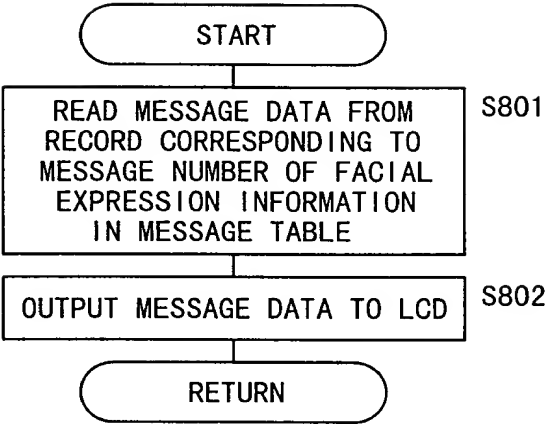 START
READ MESSAGE DATA FROM
RECORD CORRESPONDING TO
MESSAGE NUMBER OF FACIAL
EXPRESSION INFORMATION
IN MESSAGE TABLE
S801
OUTPUT MESSAGE DATA TO LCD
S802
RETURN